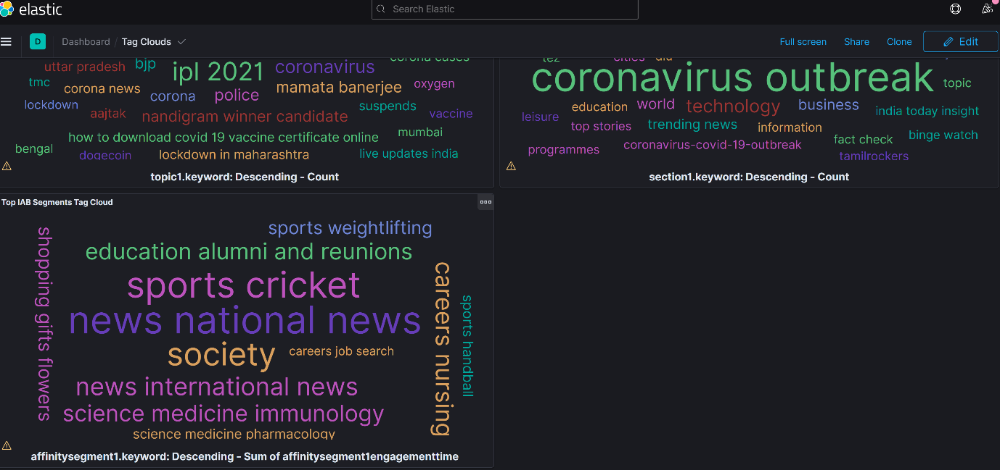 elastic
Search Elastic
D
Dashboard / Tag Clouds
Full screen
Share
Clone
Edit
corona cases
uttar pradesh
bjp
ipl 2021
coronavirus
tmc
corona news
corona
police
mamata banerjee
oxygen
lockdown
aajtak
nandigram winner candidate
suspends
vaccine
how to download covid 19 vaccine certificate online
mumbai
bengal
dogecoin
lockdown in maharashtra
live updates india
topic1.keyword: Descending - Count
tez
cities
coronavirus outbreak
topic
leisure
education
world
technology
business
india today insight
top stories
trending news
information
fact check
binge watch
programmes
coronavirus-covid-19-outbreak
tamilrockers
section1.keyword: Descending - Count
Top IAB Segments Tag Cloud
shopping gifts flowers
sports weightlifting
education alumni and reunions
sports cricket
news national news
society
careers job search
news international news
science medicine immunology
science medicine pharmacology
careers nursing
sports handball
affinitysegment1.keyword: Descending - Sum of affinitysegment1engagementtime